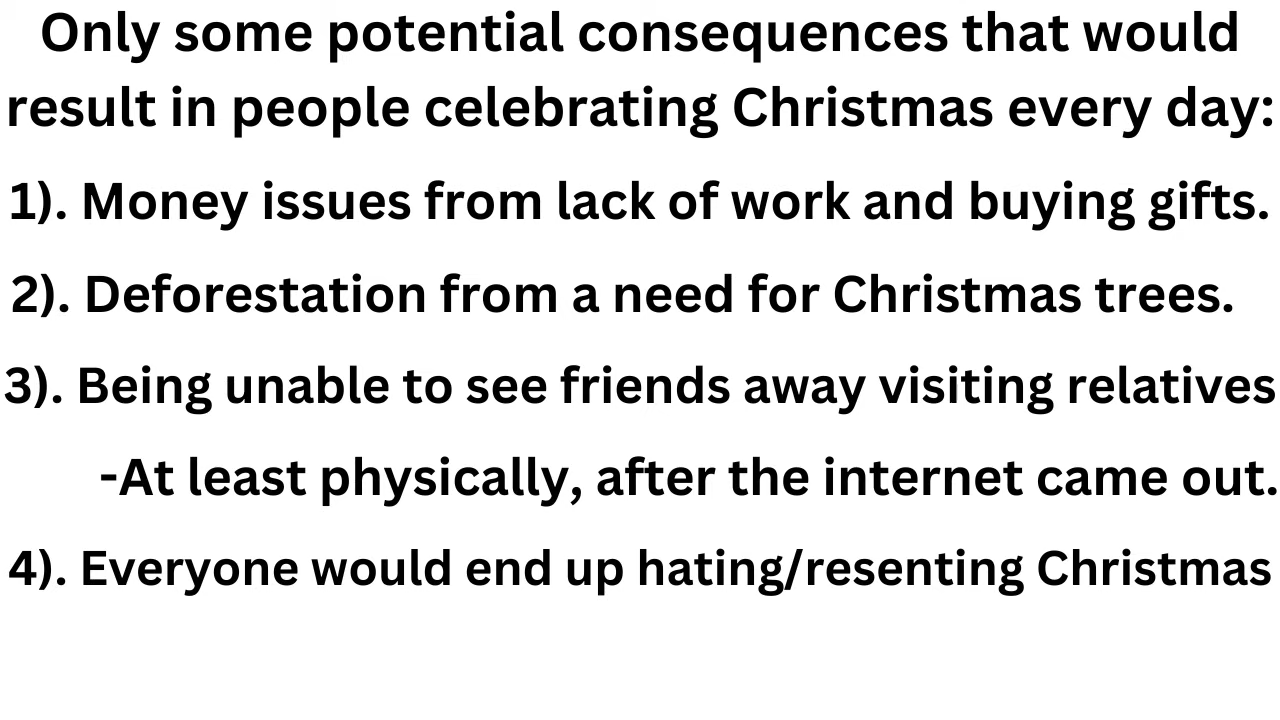 Only some potential consequences that would
result in people celebrating Christmas every day:
1). Money issues from lack of work and buying gifts.
2). Deforestation from a need for Christmas trees.
3). Being unable to see friends away visiting relatives
-At least physically, after the internet came out.
4). Everyone would end up hating/resenting Christmas